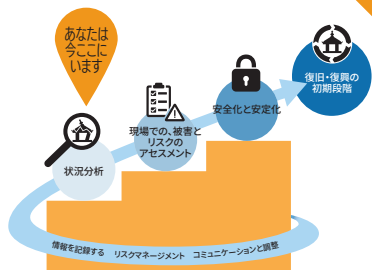 あなたは
今ここに
います
状況分析
現場での、被害と
リスクの
アセスメント
安全化と安定化
復旧・復興の
初期段階
情報を記録する リスクマネージメント コミュニケーションと調整